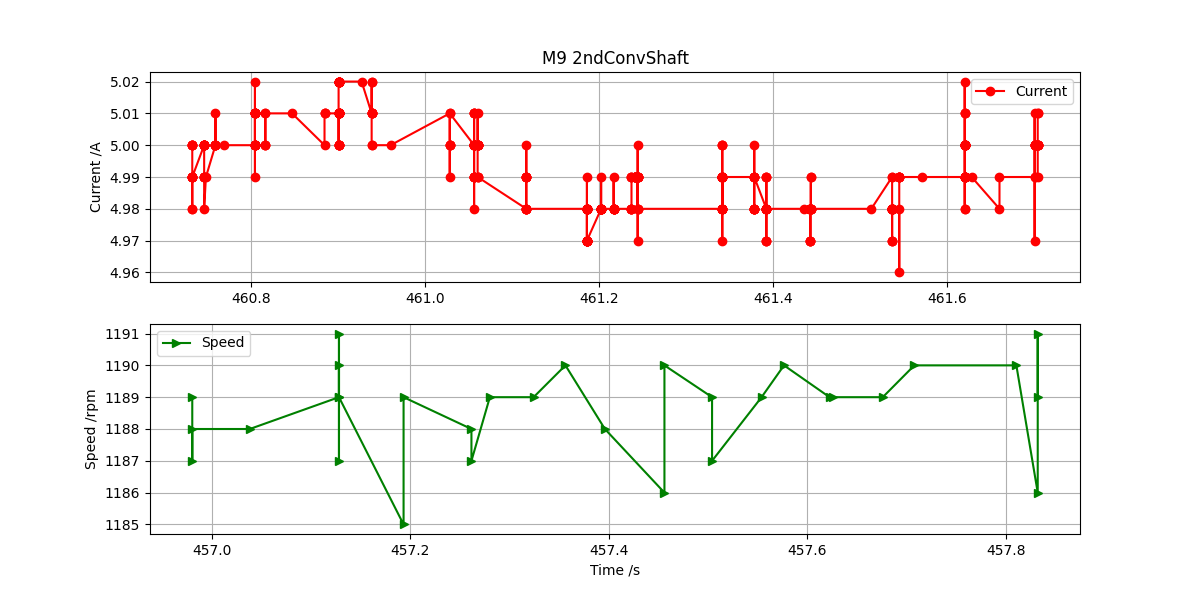 M9 2ndConvShaft
5.02
5.01
5.00
4.99
4.98
4.97
4.96
Current /A
Current
460.8 461.0 461.2 461.4 461.6
1191
1190
1189
1188
1187
1186
1185
Speed /rpm
Speed
457.0 457.2 457.4 457.6 457.8
Time /s